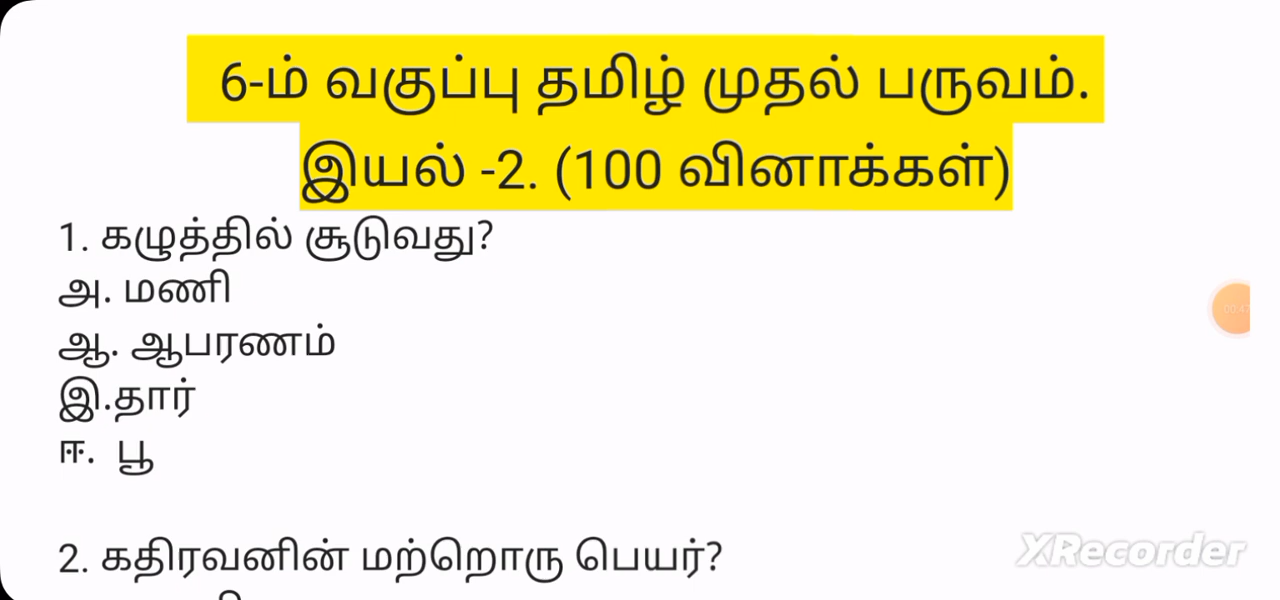 6-ம் வகுப்பு தமிழ் முதல் பருவம்.
இயல் -2. (100 வினாக்கள்)
1. கழுத்தில் சூடுவது?
அ. மணி
ஆ. ஆபரணம்
இ.தார்
ஈ. பூ
2. கதிரவனின் மற்றொரு பெயர்?
XRecorder